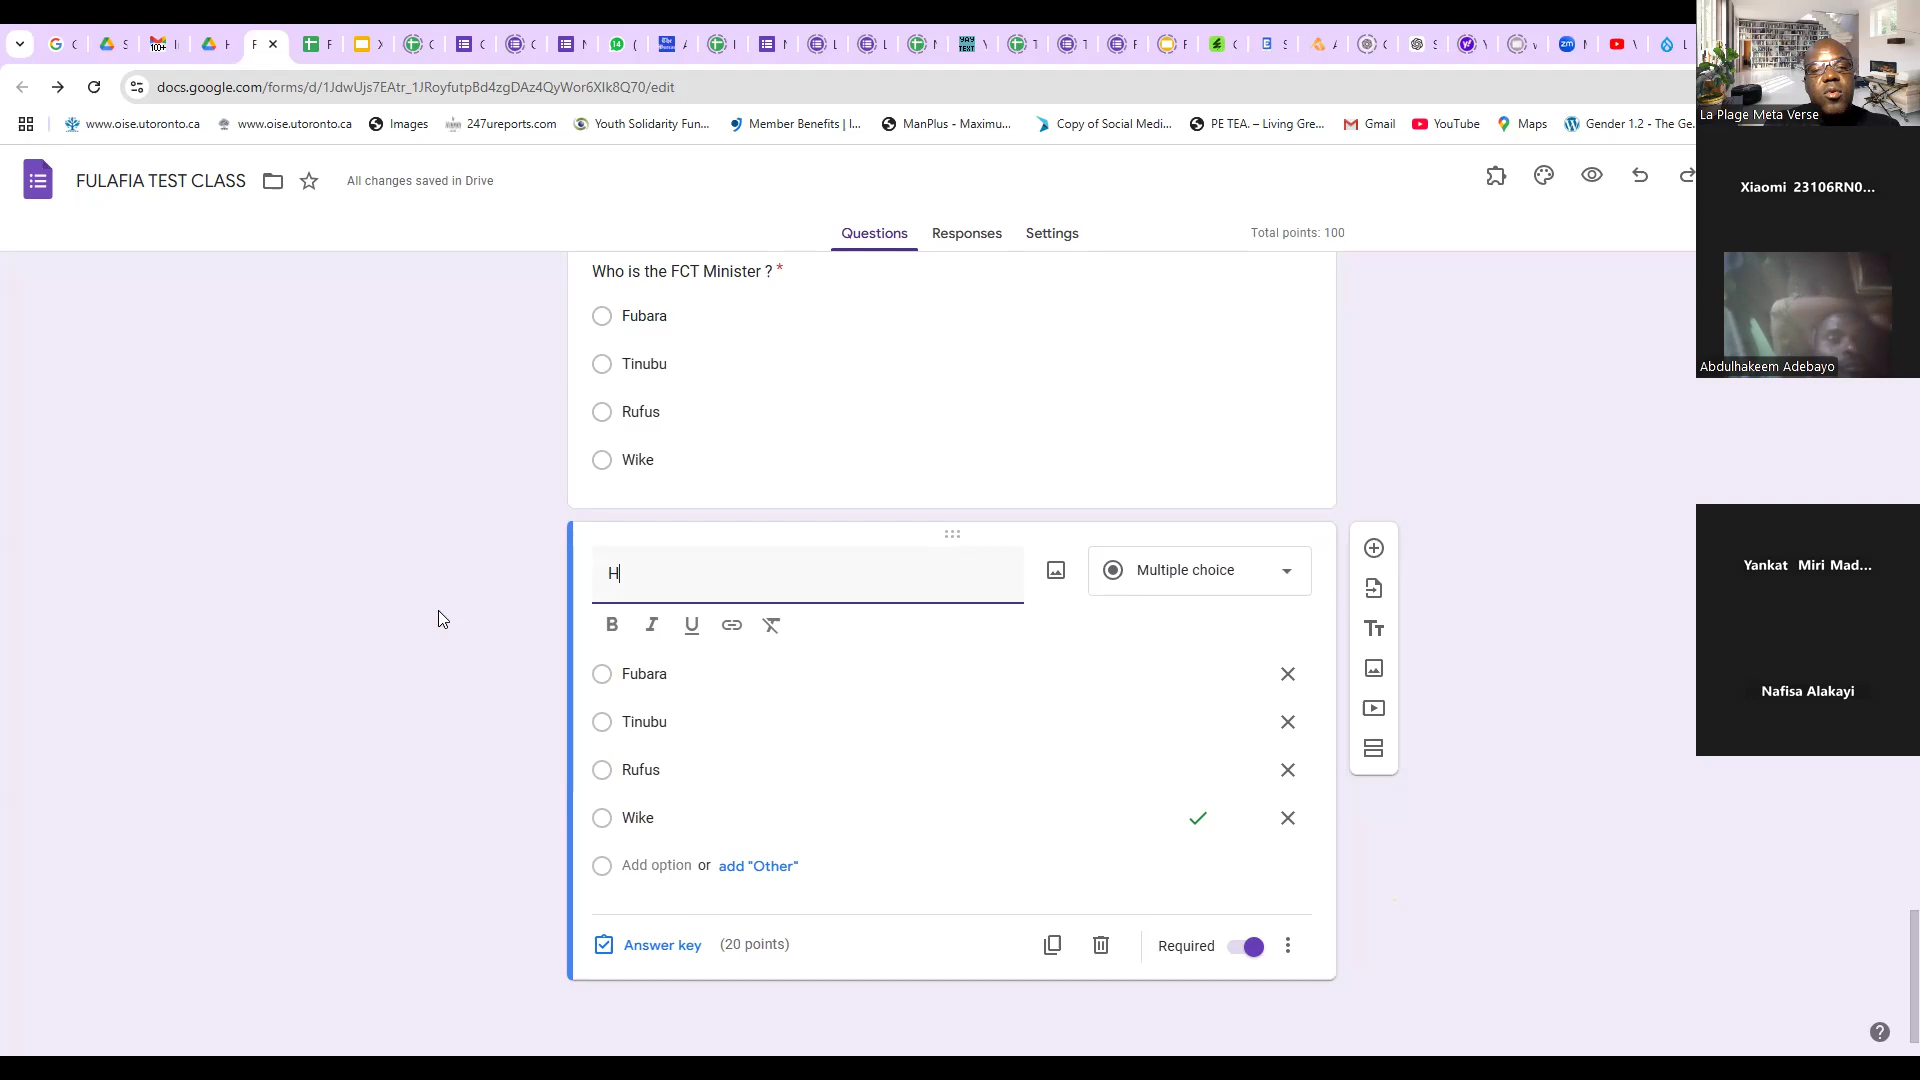 docs.google.com/forms/d/1JdwUjs7EAtr_1JRoyfutpBd4zgDAz4QyWor6XIk8Q70/edit
www.oise.utoronto.ca
www.oise.utoronto.ca
Images
247ureports.com
Youth Solidarity Fun...
Member Benefits | I...
ManPlus - Maximu...
Copy of Social Medi...
PE TEA. – Living Gre...
Gmail
YouTube
Maps
Gender 1.2 - The Ge.
La Plage Meta Verse
FULAFIA TEST CLASS
All changes saved in Drive
Xiaomi 23106RN0...
Questions
Responses
Settings
Total points: 100
Who is the FCT Minister ? *
Fubara
Tinubu
Rufus
Wike
Abdulhakeem Adebayo
H
Multiple choice
B I U
Fubara
Tinubu
Rufus
Wike
Add option or add "Other"
Answer key (20 points)
Required
Yankat Miri Mad...
Nafisa Alakayi